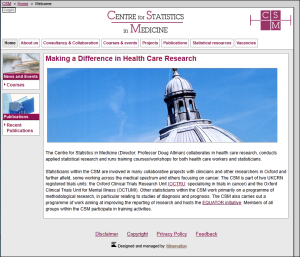 CSM » Home » Welcome
CENTRE for STATISTICS
in MEDICINE
CSM
Home
About us
Consultancy & Collaboration
Courses & events
Projects
Publications
Statistical resources
Vacancies
News and Events
Courses
Publications
Recent
Publications
Making a Difference in Health Care Research
The Centre for Statistics in Medicine (Director: Professor Doug Altman) collaborates in health care research, conducts
applied statistical research and runs training courses/workshops for both health care workers and statisticians.
Statisticians within the CSM are involved in many collaborative projects with clinicians and other researchers in Oxford and
further afield, some working across the medical spectrum and others focusing on cancer. The CSM is part of two UKCRN
registered trials units: the Oxford Clinical Trials Research Unit (OCTRU; specialising in trials in cancer) and the Oxford
Clinical Trials Unit for Mental Illness (OCTUMI). Other statisticians within the CSM work primarily on a programme of
methodological research, in particular relating to studies of diagnosis and prognosis. The CSM also carries out a
programme of work aiming at improving the reporting of research and hosts the EQUATOR initiative. Members of all
groups within the CSM participate in training activities.
Disclaimer
Copyright
Privacy Policy
Feedback
Designed and managed by